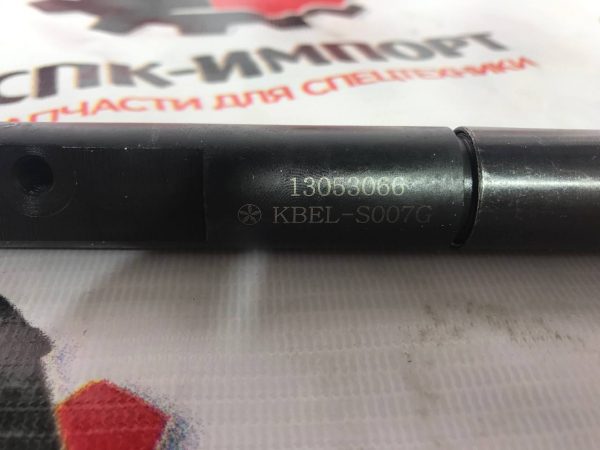 СПК-ИМПОРТ
ЗАПЧАСТИ ДЛЯ СПЕЦТЕХНИКИ
13053066
KBEL-S007G